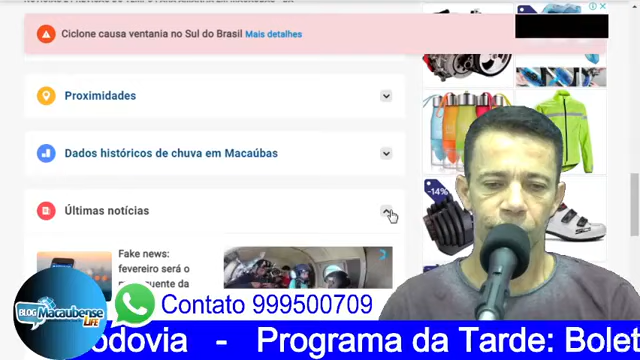 Ciclone causa ventania no Sul do Brasil Mais detalhes
Proximidades
Dados históricos de chuva em Macaúbas
Últimas notícias
Fake news:
fevereiro será o
-14%
BLOG
Macaubense
LIFE
Contato 999500709
odovia - Programa da Tarde: Bolet